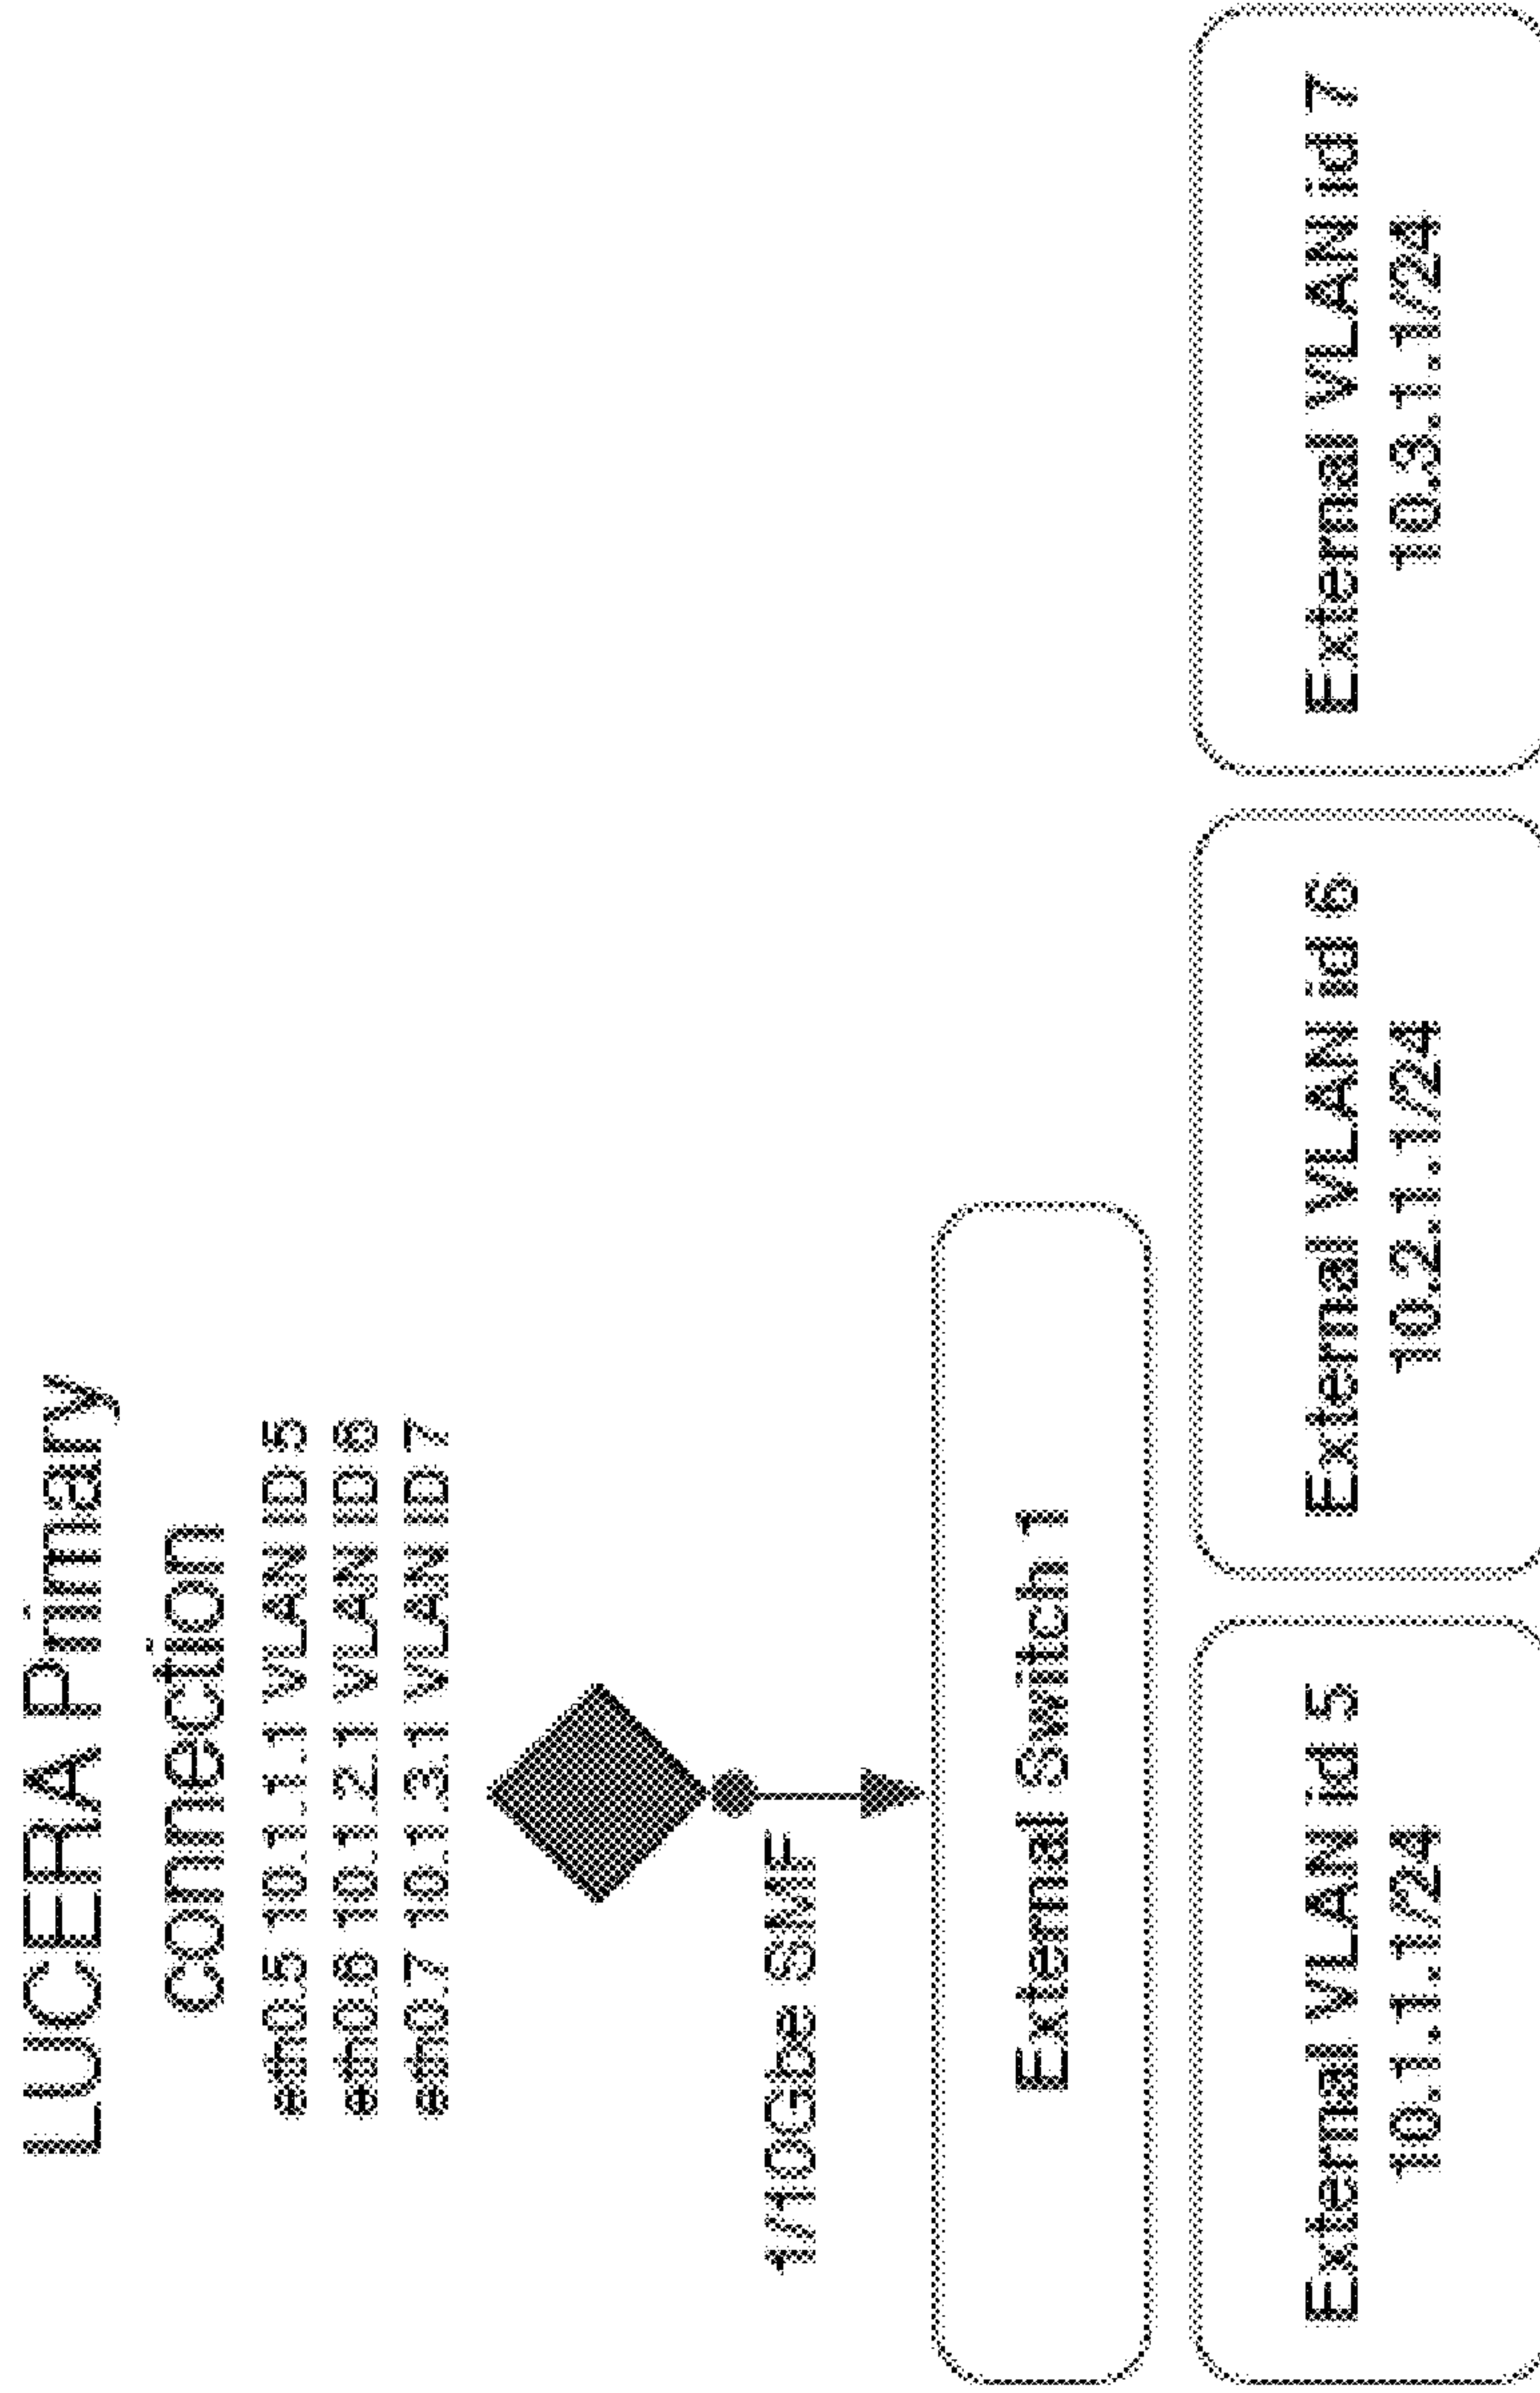 LUCERA Primary
connection
eth0.5 10.1.1.1 VLAN ID 5
eth0.6 10.1.2.1 VLAN ID 6
eth0.7 10.1.3.1 VLAN ID 7
1/10Gbe SMF
External Switch 1
External VLAN id 5
10.1.1.1/24
External VLAN id 6
10.2.1.1/24
External VLAN id 7
10.3.1.1/24